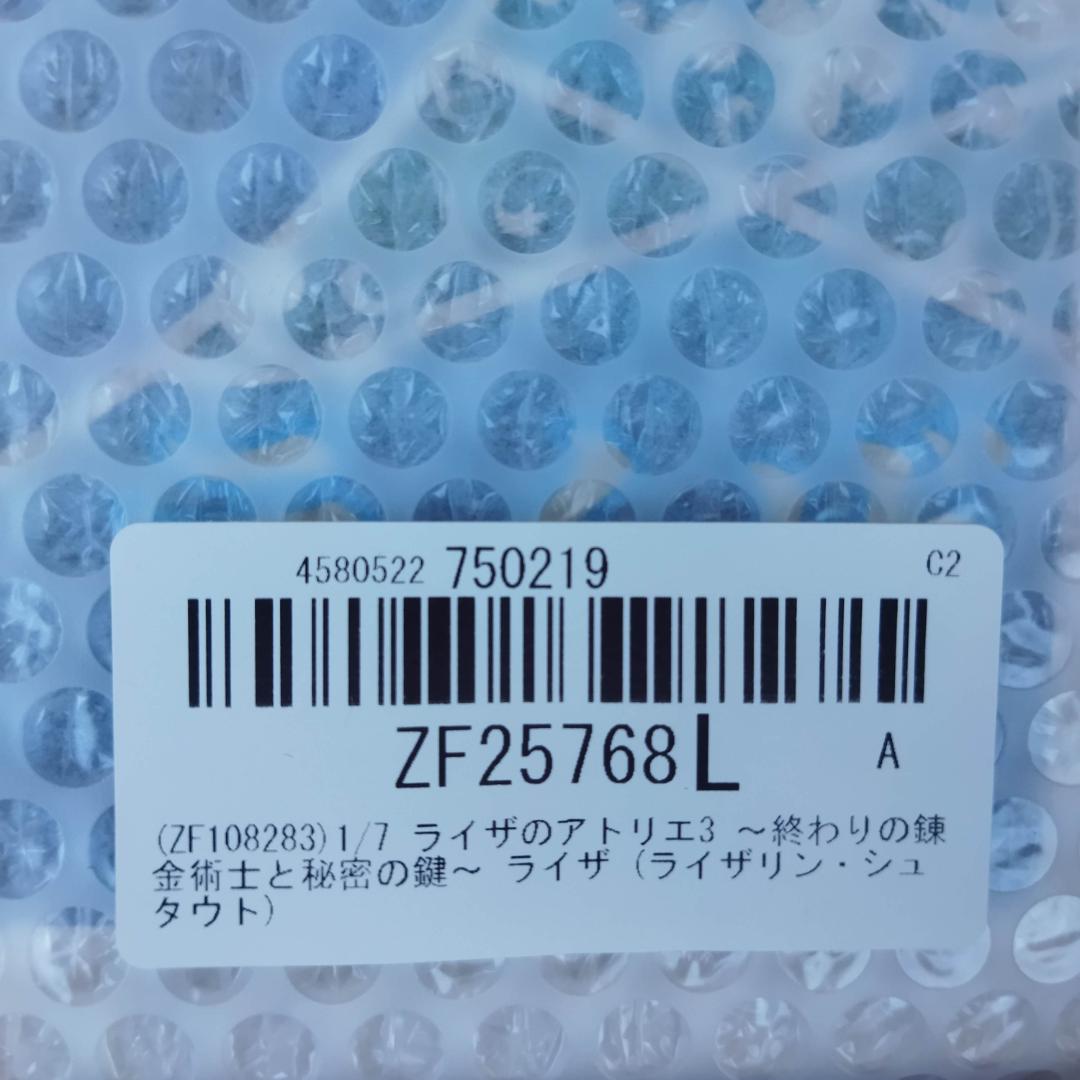 4580522 750219 C2
ZF25768L A
(ZF108283)1/7 ライザのアトリエ3 ～終わりの錬
金術士と秘密の鍵～ ライザ (ライザリン・シュ
タウト)